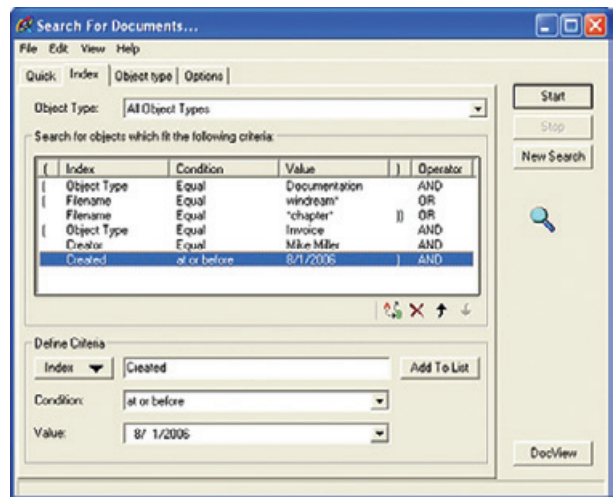 Search For Documents...
File Edit View Help
Quick Index Object type Options
Object Type: All Object Types
Start
Stop
New Search
Search for objects which fit the following criteria:
( Index Condition Value ) Operator
( Object Type Equal Documentation AND
( Filename Equal windream* OR
Filename Equal *chapter* )) OR
( Object Type Equal Invoice AND
Creator Equal Mike Miller AND
Created at or before 8/1/2006 ) AND
Define Criteria
Index Created Add To List
Condition: at or before
Value: 8/ 1/2006
DocView